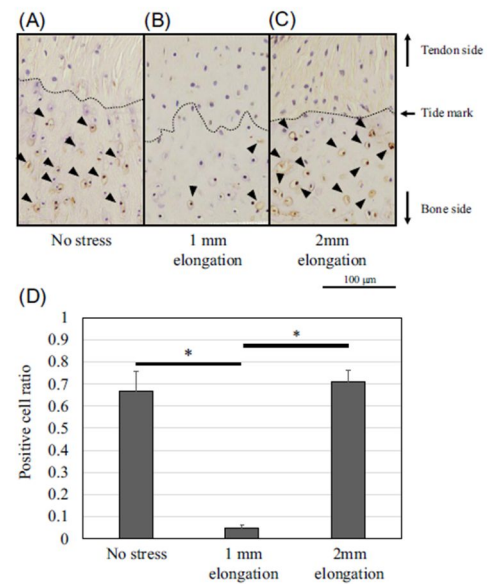 (A)
(B)
(C)
Tendon side
Tide mark
Bone side
No stress
1 mm
elongation
2mm
elongation
100 μm
(D)
*
*
Positive cell ratio
1
0.9
0.8
0.7
0.6
0.5
0.4
0.3
0.2
0.1
0
No stress
1 mm
elongation
2mm
elongation